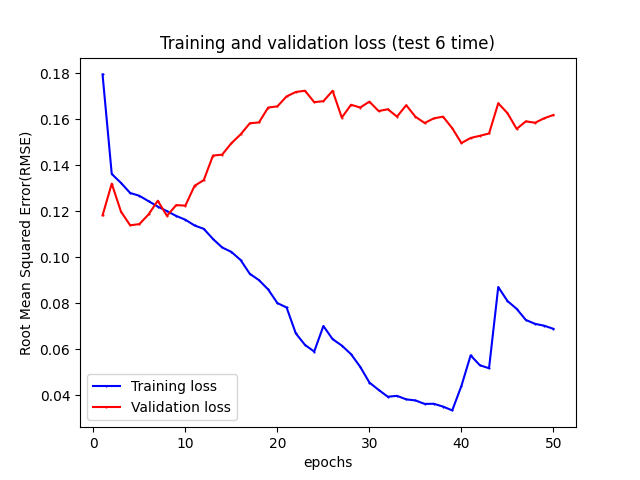 Training and validation loss (test 6 time)
Root Mean Squared Error(RMSE)
0.18
0.16
0.14
0.12
0.10
0.08
0.06
0.04
Training loss
Validation loss
0 10 20 30 40 50
epochs